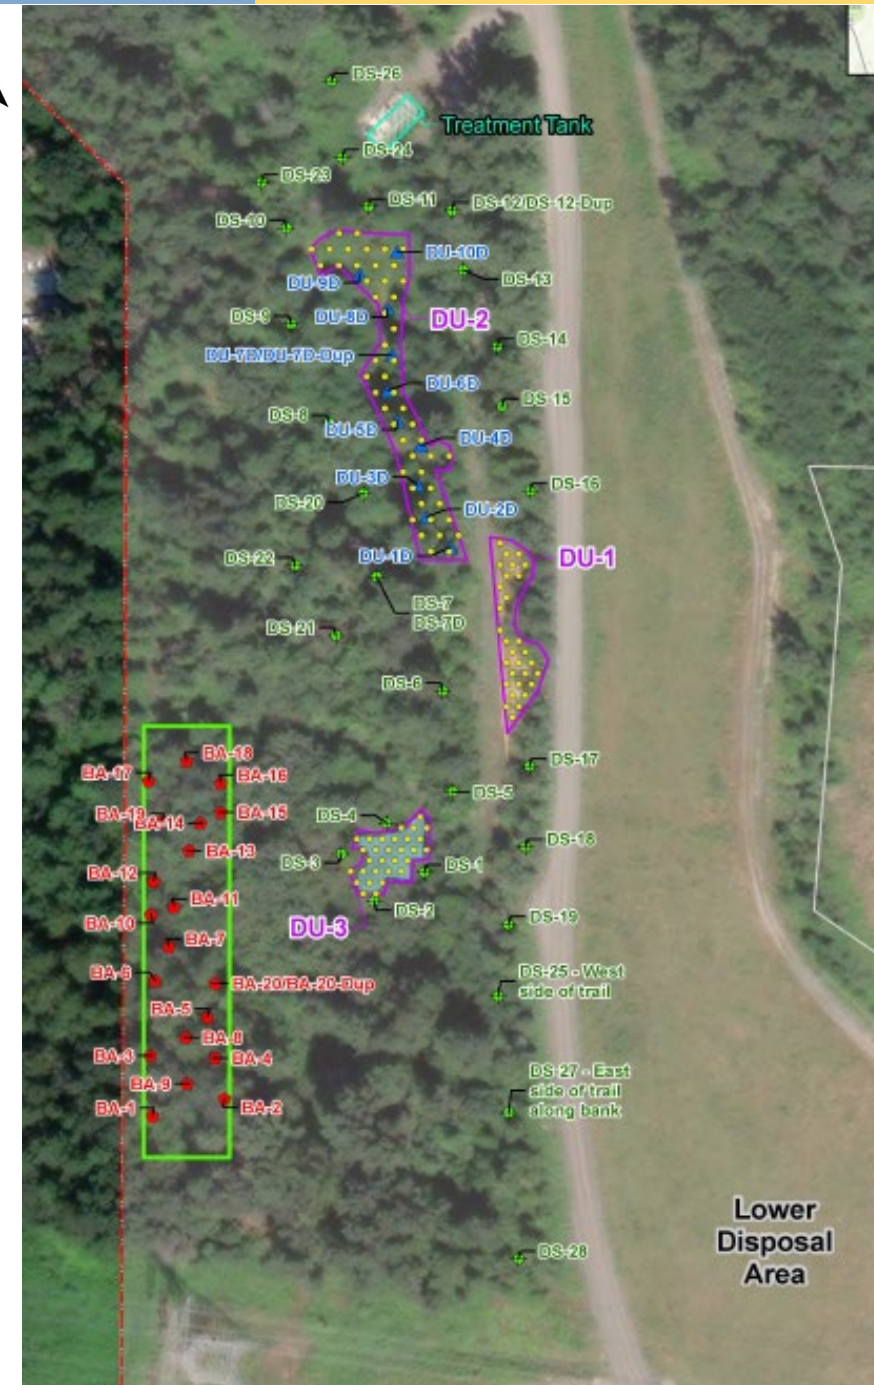 DS-26
Treatment Tank
DS-24
DS-23
DS-11
DS-12/DS-12-Dup
DS-10
DU-10D
DS-13
DU-9D
DS-9
DU-8D
DU-2
DS-14
DU-7D/DU-7D-Dup
DU-6D
DS-15
DS-8
DU-5D
DU-4D
DU-3D
DS-16
DS-20
DU-2D
DS-22
DU-1D
DU-1
DS-7
DS-7D
DS-21
DS-6
BA-18
DS-17
BA-17
BA-16
DS-5
BA-19
BA-15
DS-4
BA-14
DS-18
BA-13
DS-3
DS-1
BA-12
BA-11
DS-2
BA-10
DU-3
DS-19
BA-7
BA-6
BA-20/BA-20-Dup
DS-25 - West
side of trail
BA-5
BA-8
BA-3
BA-4
DS-27 - East
side of trail
along bank
BA-9
BA-1
BA-2
Lower
Disposal
Area
DS-28